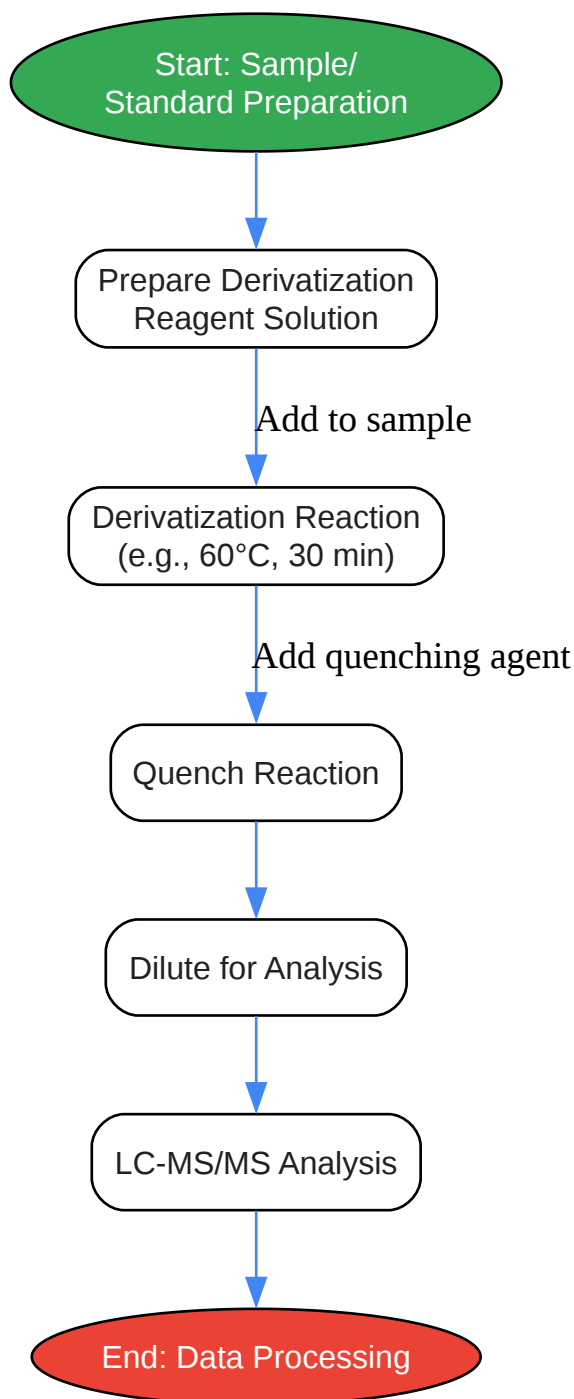 Start: Sample/
Standard Preparation
Prepare Derivatization
Reagent Solution
Add to sample
Derivatization Reaction
(e.g., 60°C, 30 min)
Add quenching agent
Quench Reaction
Dilute for Analysis
LC-MS/MS Analysis
End: Data Processing